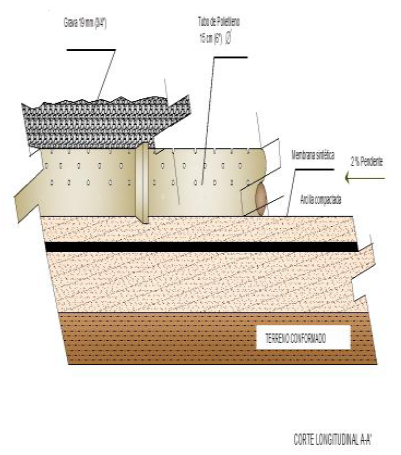 Grava 19 mm (3/4")
Tubo de Polietileno
15 cm (6") Ø
Membrana sintética
2 % Pendiente
Arcilla compactada
TERRENO CONFORMADO
CORTE LONGITUDINAL A-A'